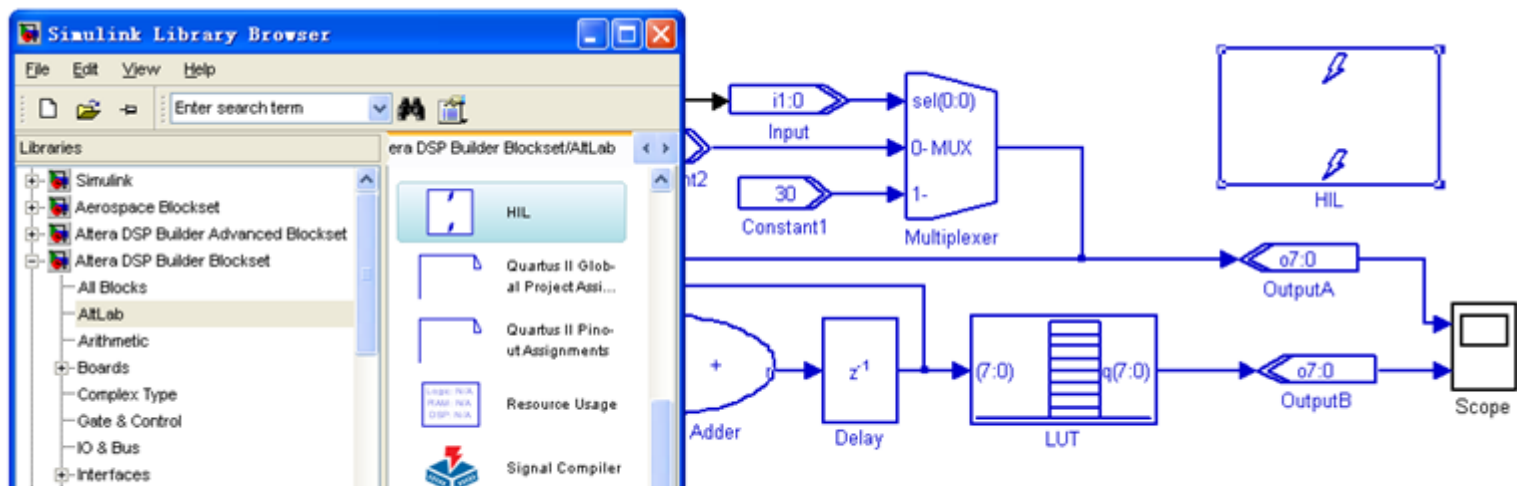 Simulink Library Browser
File Edit View Help
Enter search term
Libraries
era DSP Builder Blockset/AltLab
Simulink
Aerospace Blockset
Altera DSP Builder Advanced Blockset
Altera DSP Builder Blockset
All Blocks
AltLab
Arithmetic
Boards
Complex Type
Gate & Control
IO & Bus
Interfaces
HIL
Quartus II Glob-
al Project Assi...
Quartus II Pino-
ut Assignments
Logic: N/A
RAM: N/A
DSP: N/A
Resource Usage
Signal Compiler
i1:0
Input
nt2
30
Constant1
sel(0:0)
0- MUX
1-
Multiplexer
HIL
o7:0
OutputA
+
r
Adder
z-1
Delay
(7:0)
q(7:0)
LUT
o7:0
OutputB
Scope